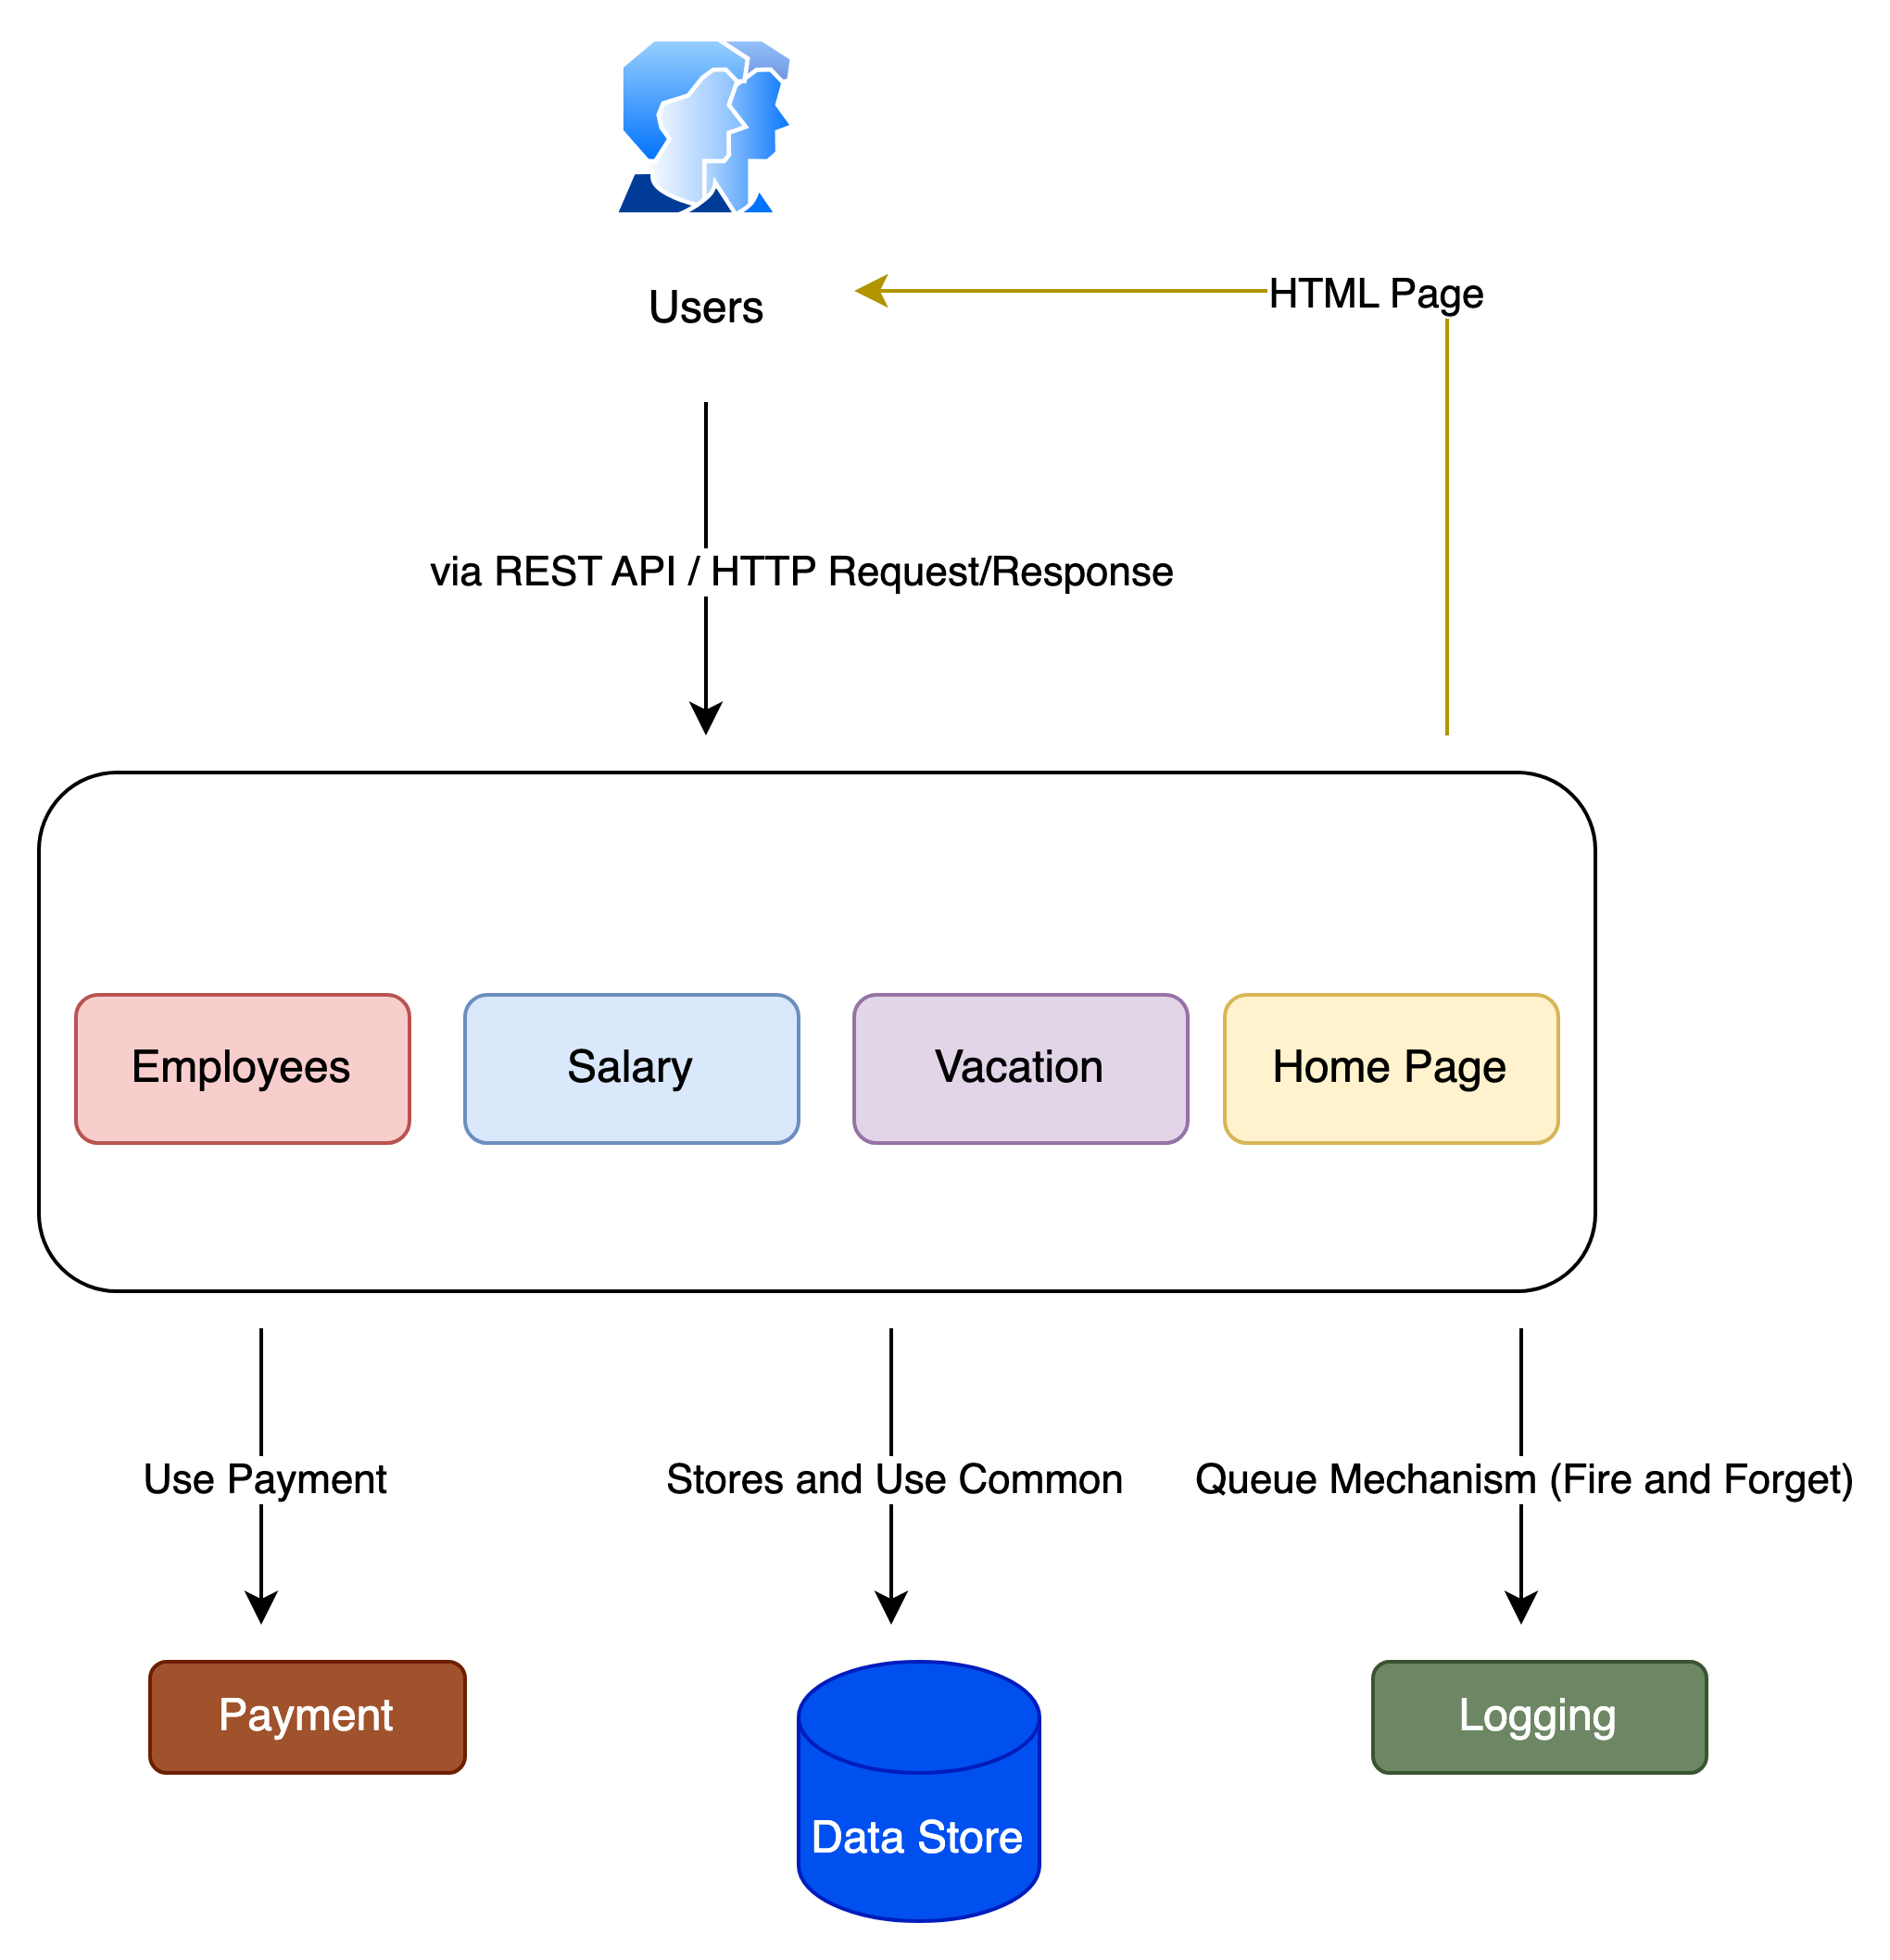 HTML Page
Users
via REST API / HTTP Request/Response
Employees
Salary
Vacation
Home Page
Use Payment
Stores and Use Common
Queue Mechanism (Fire and Forget)
Payment
Logging
Data Store